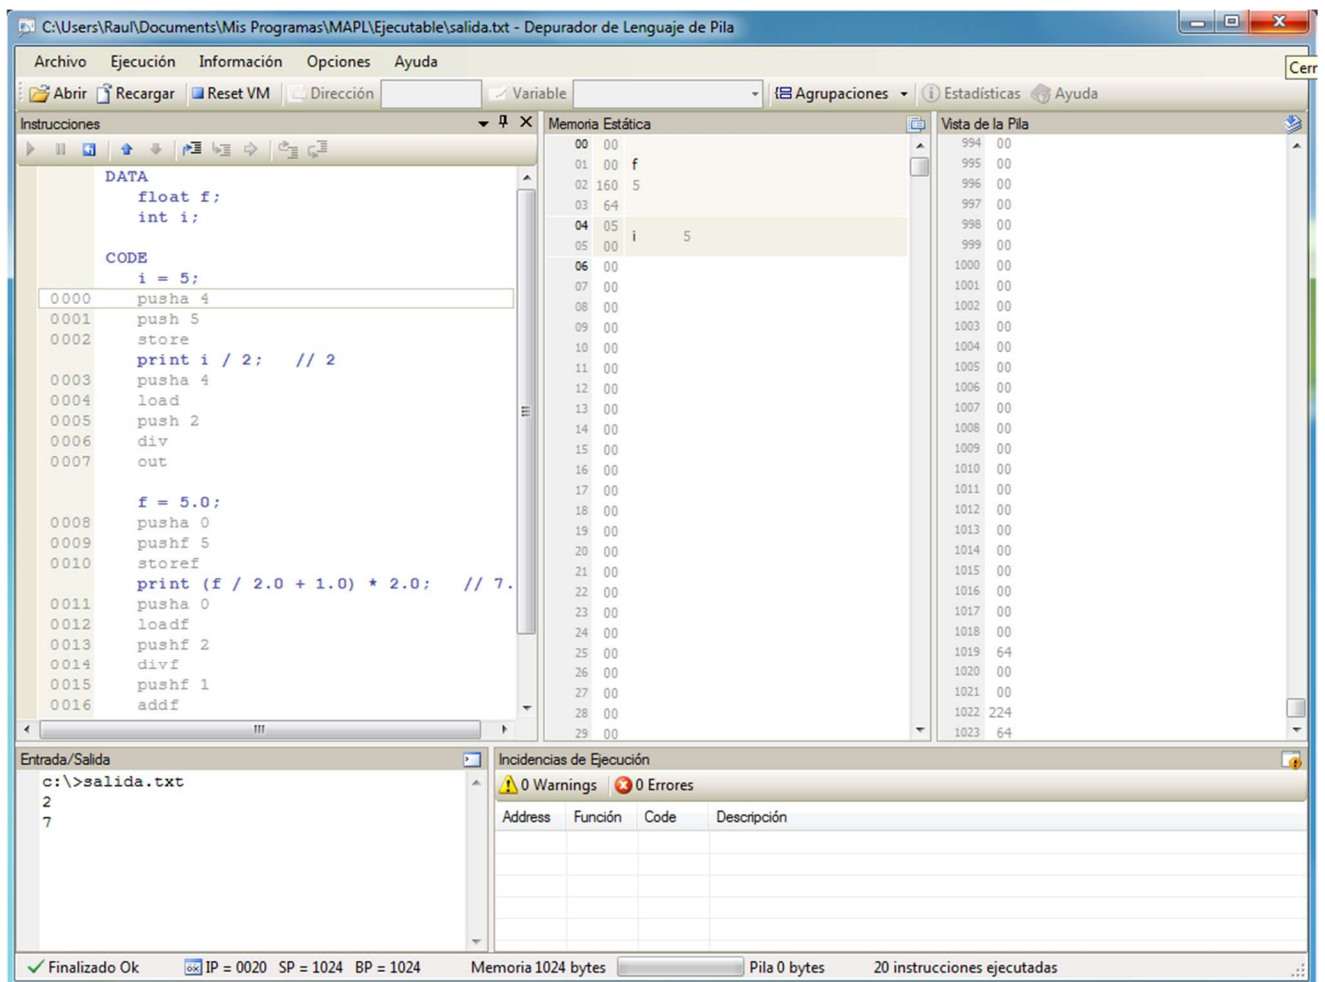 C:\Users\Raul\Documents\Mis Programas\MAPL\Ejecutable\salida.txt - Depurador de Lenguaje de Pila
Archivo Ejecución Información Opciones Ayuda
Cerr
Abrir Recargar Reset VM Dirección Variable Agrupaciones Estadísticas Ayuda
Instrucciones
DATA
float f;
int i;
CODE
i = 5;
0000 pusha 4
0001 push 5
0002 store
print i / 2; // 2
0003 pusha 4
0004 load
0005 push 2
0006 div
0007 out
f = 5.0;
0008 pusha 0
0009 pushf 5
0010 storef
print (f / 2.0 + 1.0) * 2.0; // 7.
0011 pusha 0
0012 loadf
0013 pushf 2
0014 divf
0015 pushf 1
0016 addf
Memoria Estática
00 00
01 00 f
02 160 5
03 64
04 05
i 5
05 00
06 00
07 00
08 00
09 00
10 00
11 00
12 00
13 00
14 00
15 00
16 00
17 00
18 00
19 00
20 00
21 00
22 00
23 00
24 00
25 00
26 00
27 00
28 00
29 00
Vista de la Pila
994 00
995 00
996 00
997 00
998 00
999 00
1000 00
1001 00
1002 00
1003 00
1004 00
1005 00
1006 00
1007 00
1008 00
1009 00
1010 00
1011 00
1012 00
1013 00
1014 00
1015 00
1016 00
1017 00
1018 00
1019 64
1020 00
1021 00
1022 224
1023 64
Entrada/Salida
c:\>salida.txt
2
7
Incidencias de Ejecución
0 Warnings 0 Errores
Address Función Code Descripción
Finalizado Ok IP = 0020 SP = 1024 BP = 1024 Memoria 1024 bytes Pila 0 bytes 20 instrucciones ejecutadas